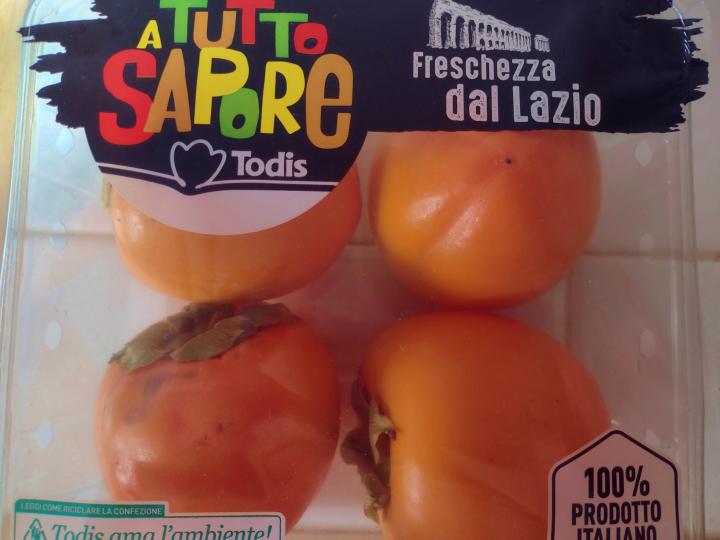 A TUTTO
SAPORE
Todis
Freschezza
dal Lazio
LEGGI COME RICICLARE LA CONFEZIONE
Todis ama l'ambiente!
100%
PRODOTTO
ITALIANO